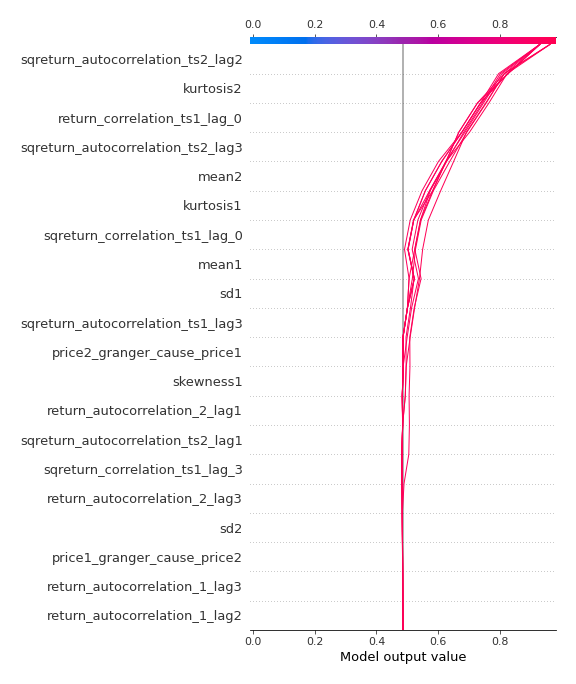 0.0 0.2 0.4 0.6 0.8
sqreturn_autocorrelation_ts2_lag2
kurtosis2
return_correlation_ts1_lag_0
sqreturn_autocorrelation_ts2_lag3
mean2
kurtosis1
sqreturn_correlation_ts1_lag_0
mean1
sd1
sqreturn_autocorrelation_ts1_lag3
price2_granger_cause_price1
skewness1
return_autocorrelation_2_lag1
sqreturn_autocorrelation_ts2_lag1
sqreturn_correlation_ts1_lag_3
return_autocorrelation_2_lag3
sd2
price1_granger_cause_price2
return_autocorrelation_1_lag3
return_autocorrelation_1_lag2
0.0 0.2 0.4 0.6 0.8
Model output value